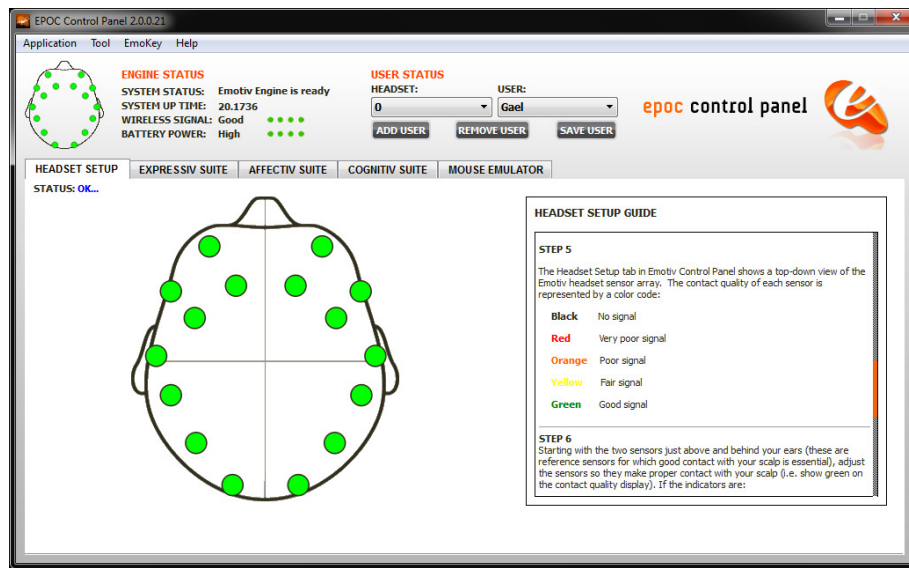 EPOC Control Panel 2.0.0.21
Application Tool EmoKey Help
ENGINE STATUS
SYSTEM STATUS: Emotiv Engine is ready
SYSTEM UP TIME: 20.1736
WIRELESS SIGNAL: Good
BATTERY POWER: High
USER STATUS
HEADSET: USER:
0 Gael
ADD USER REMOVE USER SAVE USER
epoc control panel
HEADSET SETUP EXPRESSIV SUITE AFFECTIV SUITE COGNITIV SUITE MOUSE EMULATOR
STATUS: OK...
HEADSET SETUP GUIDE
STEP 5
The Headset Setup tab in Emotiv Control Panel shows a top-down view of the
Emotiv headset sensor array. The contact quality of each sensor is
represented by a color code:
Black No signal
Red Very poor signal
Orange Poor signal
Yellow Fair signal
Green Good signal
STEP 6
Starting with the two sensors just above and behind your ears (these are
reference sensors for which good contact with your scalp is essential), adjust
the sensors so they make proper contact with your scalp (i.e. show green on
the contact quality display). If the indicators are: